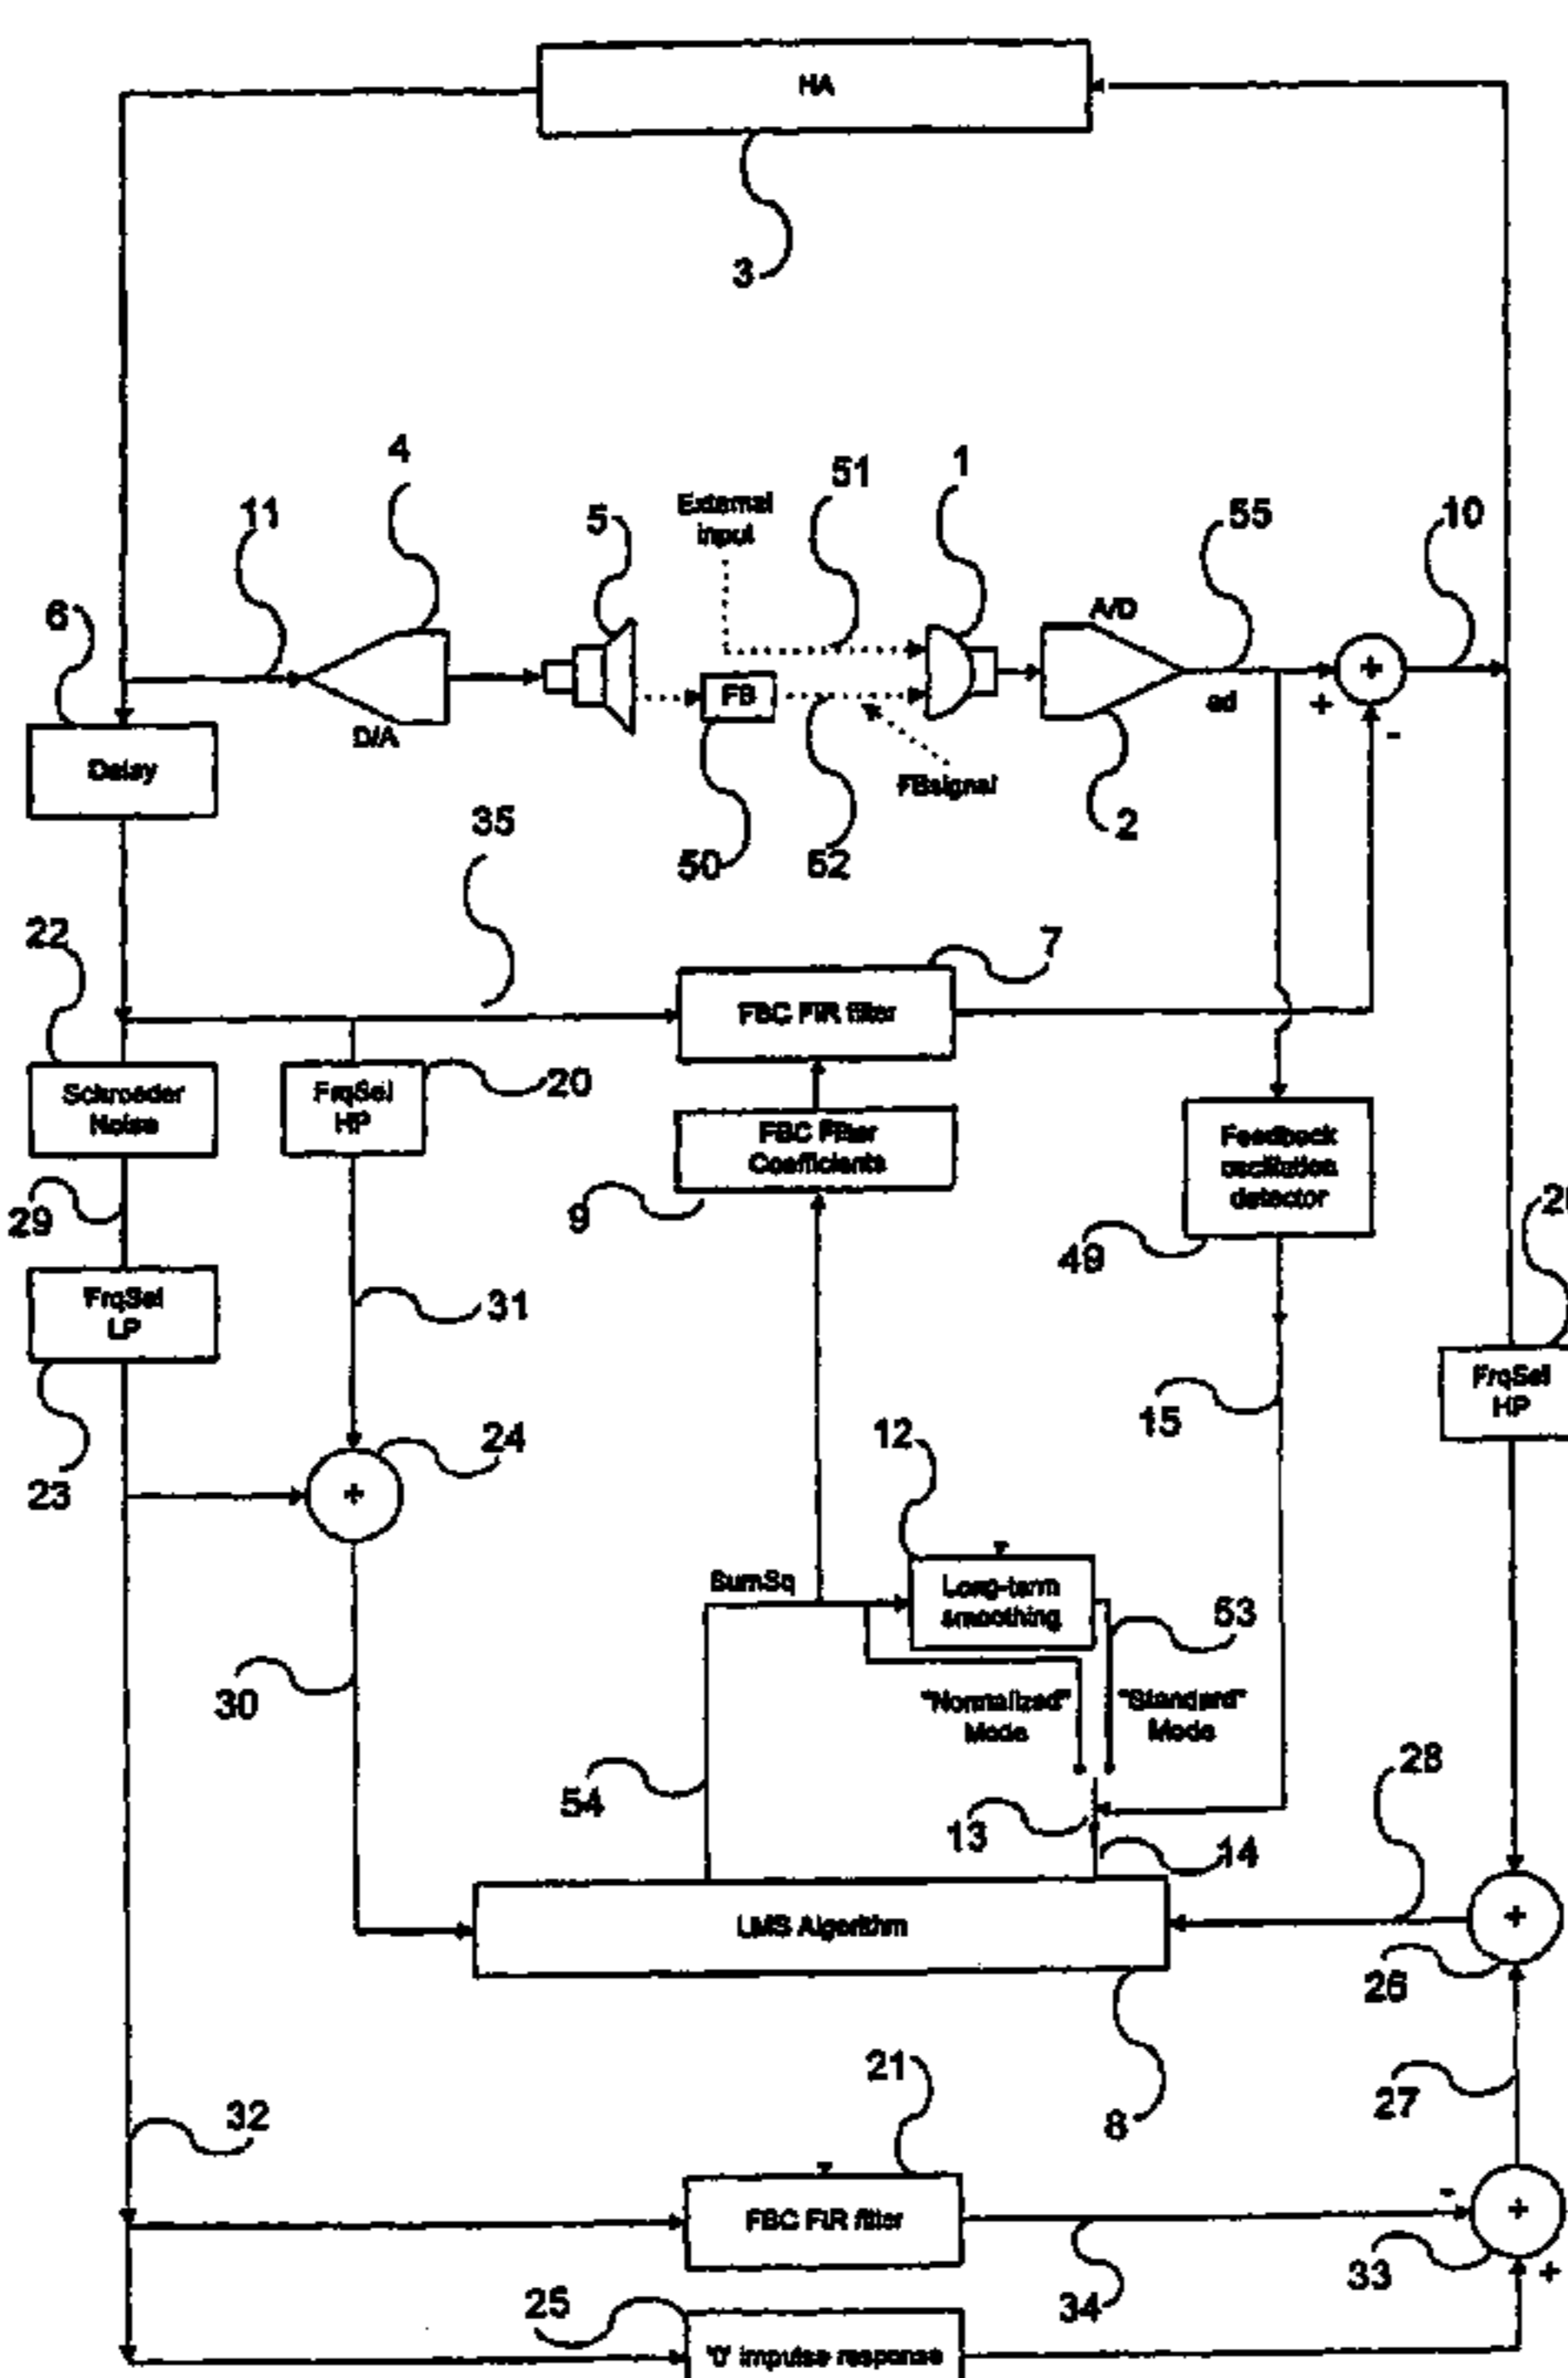 HA
3
4
11
5
External
input
51
1
55
10
6
A/D
+
FB
ad
+
-
D/A
Delay
FBsignal
2
35
50
52
22
7
FBC FIR filter
Schroeder
Noise
FrqSel
HP
20
FBC Filter
Coefficients
Feedback
oscillation
detector
29
9
49
FrqSel
LP
31
FrqSel
HP
15
12
24
23
+
SumSq
Long-term
smoothing
53
30
"Normalized"
Mode
"Standard"
Mode
54
28
13
14
LMS Algorithm
+
26
21
27
32
8
FBC FIR filter
-
+
33
+
25
34
'0' impulse response